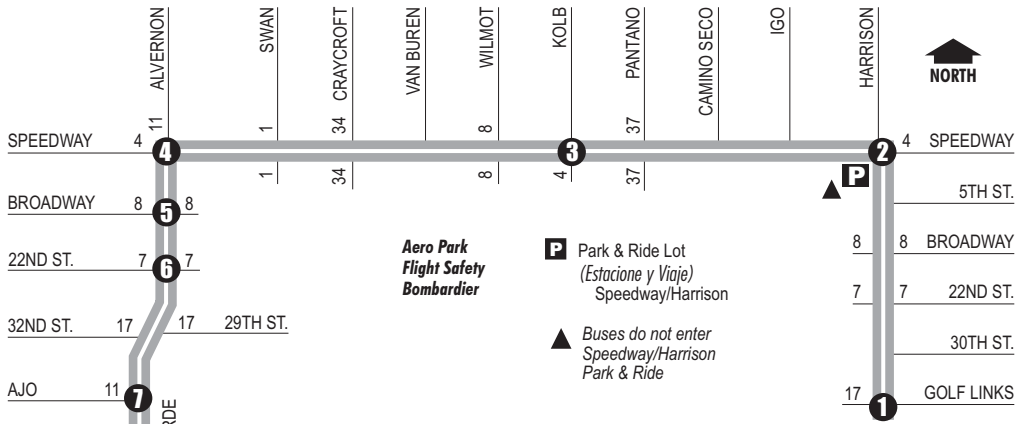 ALVERNON
SWAN
CRAYCROFT
VAN BUREN
WILMOT
KOLB
PANTANO
CAMINO SECO
IGO
HARRISON
NORTH
11
1
34
8
37
SPEEDWAY 4 4 3 2 4 SPEEDWAY
1
34
8
4
37
P
5TH ST.
BROADWAY 8 5 8
8 8 BROADWAY
22ND ST. 7 6 7
7 7 22ND ST.
Aero Park
Flight Safety
Bombardier
P Park & Ride Lot
(Estacione y Viaje)
Speedway/Harrison
Buses do not enter
Speedway/Harrison
Park & Ride
32ND ST. 17 17 29TH ST.
30TH ST.
AJO 11 7
17 1 GOLF LINKS